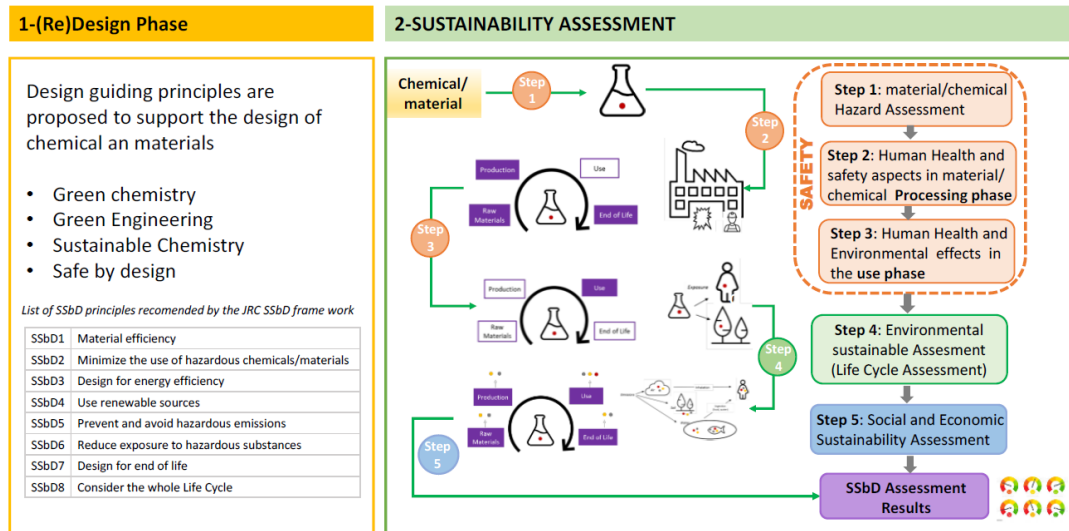 1-(Re)Design Phase
2-SUSTAINABILITY ASSESSMENT
Design guiding principles are
proposed to support the design of
chemical an materials
• Green chemistry
• Green Engineering
• Sustainable Chemistry
• Safe by design
List of SSbD principles recomended by the JRC SSbD frame work
SSbD1 Material efficiency
SSbD2 Minimize the use of hazardous chemicals/materials
SSbD3 Design for energy efficiency
SSbD4 Use renewable sources
SSbD5 Prevent and avoid hazardous emissions
SSbD6 Reduce exposure to hazardous substances
SSbD7 Design for end of life
SSbD8 Consider the whole Life Cycle
Chemical/
material
Step
1
Step
2
Production
Use
Raw
Materials
End of Life
Step
3
Production
Use
Raw
Materials
End of Life
Exposure
Step
4
Production
Use
Raw
Materials
End of Life
Step
5
SAFETY
Step 1: material/chemical
Hazard Assessment
Step 2: Human Health and
safety aspects in material/
chemical Processing phase
Step 3: Human Health and
Environmental effects in
the use phase
Step 4: Environmental
sustainable Assesment
(Life Cycle Assessment)
Step 5: Social and Economic
Sustainability Assessment
SSbD Assessment
Results